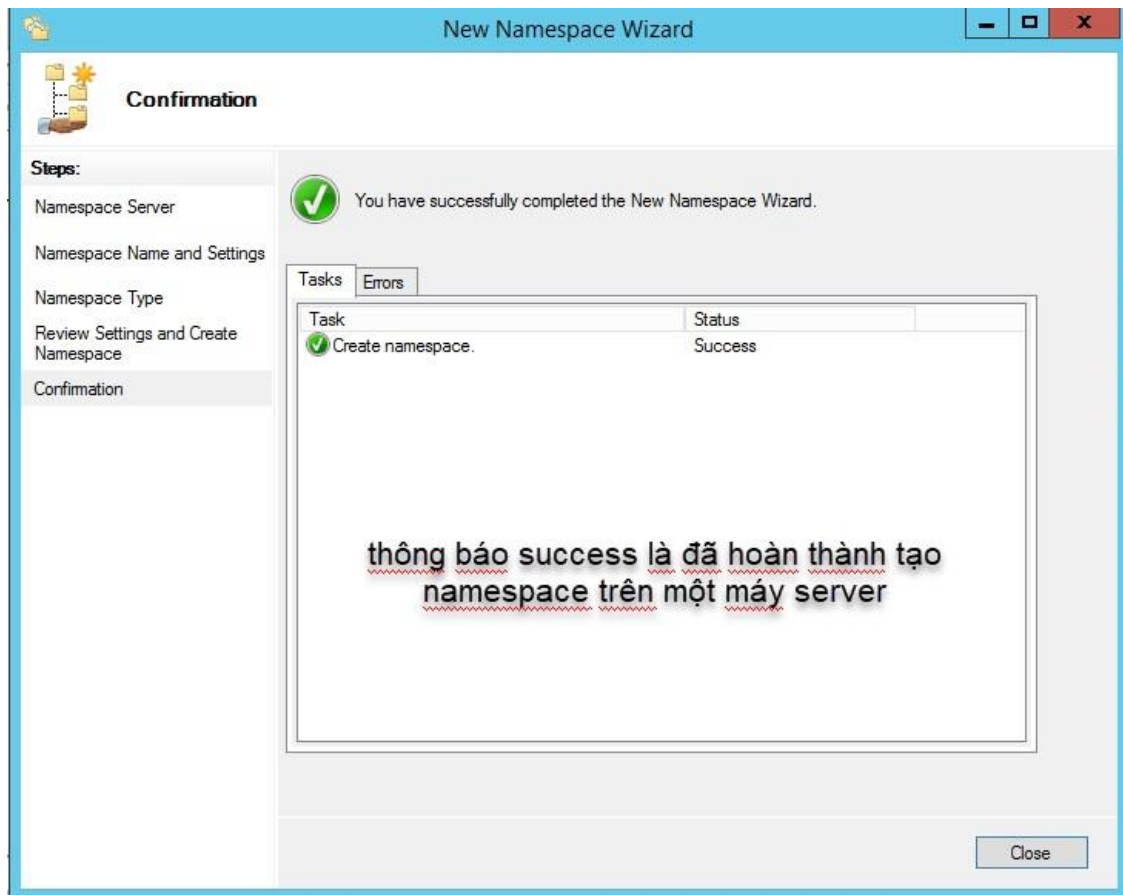 New Namespace Wizard
Confirmation
Steps:
Namespace Server
Namespace Name and Settings
Namespace Type
Review Settings and Create
Namespace
Confirmation
You have successfully completed the New Namespace Wizard.
Tasks Errors
Task Status
Create namespace. Success
thông báo success là đã hoàn thành tạo
namespace trên một máy server
Close